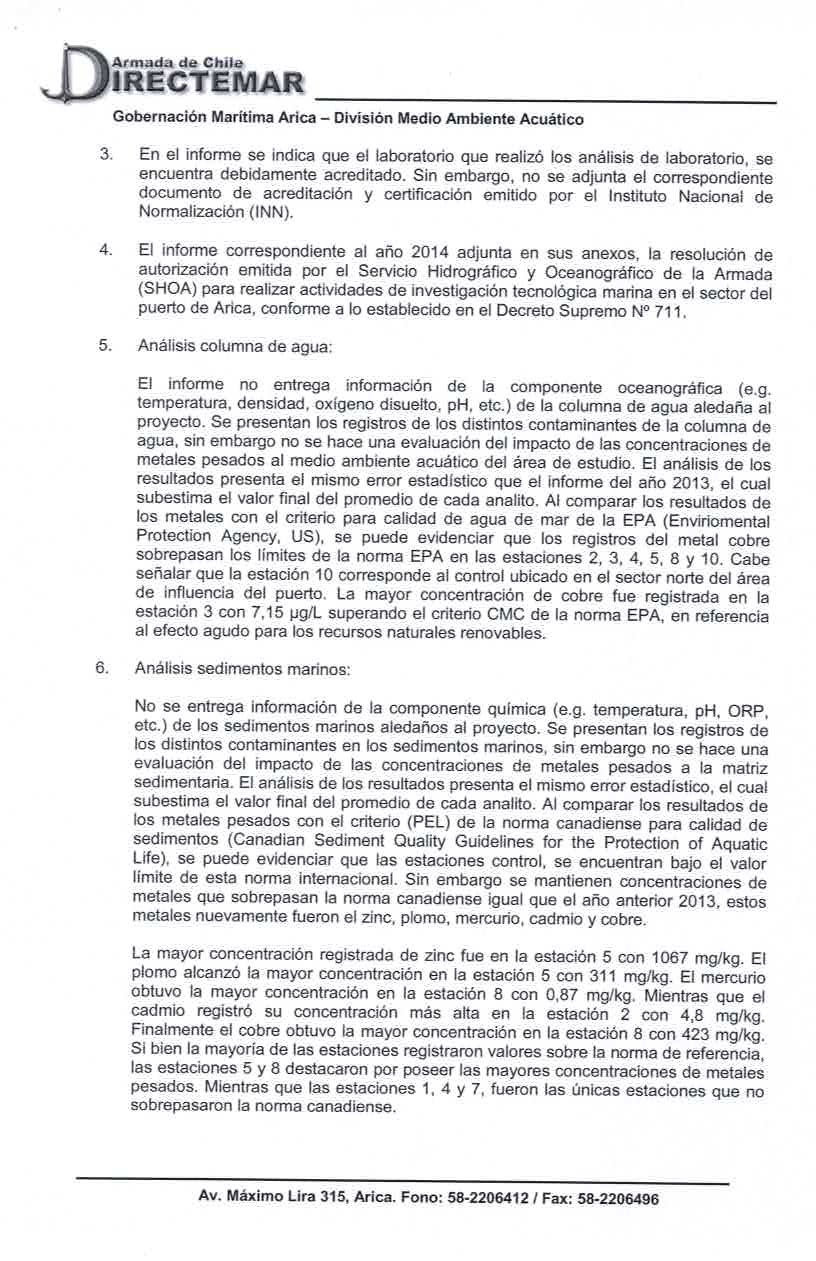 Armada de Chile
DIRECTEMAR
Gobernación Marítima Arica – División Medio Ambiente Acuático
3. En el informe se indica que el laboratorio que realizó los análisis de laboratorio, se
encuentra debidamente acreditado. Sin embargo, no se adjunta el correspondiente
documento de acreditación y certificación emitido por el Instituto Nacional de
Normalización (INN).
4. El informe correspondiente al año 2014 adjunta en sus anexos, la resolución de
autorización emitida por el Servicio Hidrográfico y Oceanográfico de la Armada
(SHOA) para realizar actividades de investigación tecnológica marina en el sector del
puerto de Arica, conforme a lo establecido en el Decreto Supremo Nº 711.
5. Análisis columna de agua:
El informe no entrega información de la componente oceanográfica (e.g.
temperatura, densidad, oxígeno disuelto, pH, etc.) de la columna de agua aledaña al
proyecto. Se presentan los registros de los distintos contaminantes de la columna de
agua, sin embargo no se hace una evaluación del impacto de las concentraciones de
metales pesados al medio ambiente acuático del área de estudio. El análisis de los
resultados presenta el mismo error estadístico que el informe del año 2013, el cual
subestima el valor final del promedio de cada analito. Al comparar los resultados de
los metales con el criterio para calidad de agua de mar de la EPA (Enviriomental
Protection Agency, US), se puede evidenciar que los registros del metal cobre
sobrepasan los límites de la norma EPA en las estaciones 2, 3, 4, 5, 8 y 10. Cabe
señalar que la estación 10 corresponde al control ubicado en el sector norte del área
de influencia del puerto. La mayor concentración de cobre fue registrada en la
estación 3 con 7,15 µg/L superando el criterio CMC de la norma EPA, en referencia
al efecto agudo para los recursos naturales renovables.
6. Análisis sedimentos marinos:
No se entrega información de la componente química (e.g. temperatura, pH, ORP,
etc.) de los sedimentos marinos aledaños al proyecto. Se presentan los registros de
los distintos contaminantes en los sedimentos marinos, sin embargo no se hace una
evaluación del impacto de las concentraciones de metales pesados a la matriz
sedimentaria. El análisis de los resultados presenta el mismo error estadístico, el cual
subestima el valor final del promedio de cada analito. Al comparar los resultados de
los metales pesados con el criterio (PEL) de la norma canadiense para calidad de
sedimentos (Canadian Sediment Quality Guidelines for the Protection of Aquatic
Life), se puede evidenciar que las estaciones control, se encuentran bajo el valor
límite de esta norma internacional. Sin embargo se mantienen concentraciones de
metales que sobrepasan la norma canadiense igual que el año anterior 2013, estos
metales nuevamente fueron el zinc, plomo, mercurio, cadmio y cobre.
La mayor concentración registrada de zinc fue en la estación 5 con 1067 mg/kg. El
plomo alcanzó la mayor concentración en la estación 5 con 311 mg/kg. El mercurio
obtuvo la mayor concentración en la estación 8 con 0,87 mg/kg. Mientras que el
cadmio registró su concentración más alta en la estación 2 con 4,8 mg/kg.
Finalmente el cobre obtuvo la mayor concentración en la estación 8 con 423 mg/kg.
Si bien la mayoría de las estaciones registraron valores sobre la norma de referencia,
las estaciones 5 y 8 destacaron por poseer las mayores concentraciones de metales
pesados. Mientras que las estaciones 1, 4 y 7, fueron las únicas estaciones que no
sobrepasaron la norma canadiense.
Av. Máximo Lira 315, Arica. Fono: 58-2206412 / Fax: 58-2206496